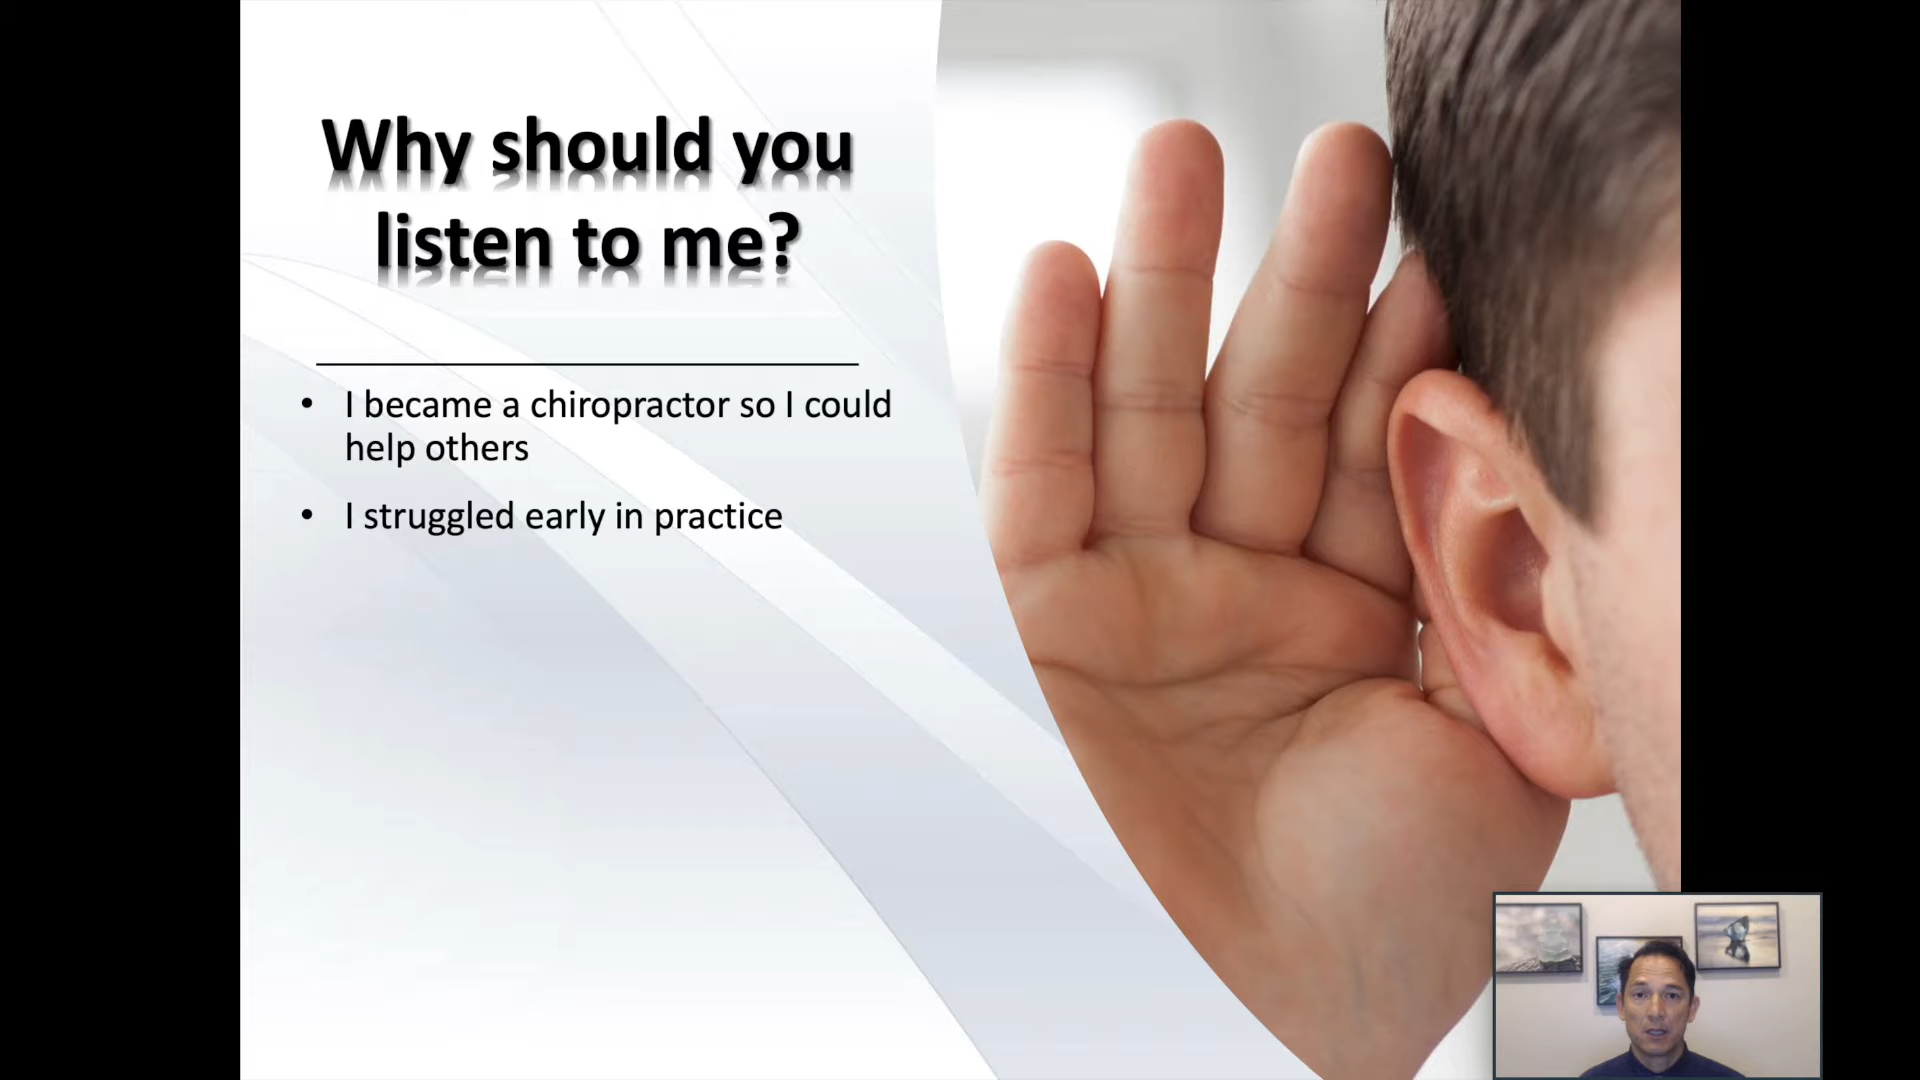 Why should you
listen to me?
• I became a chiropractor so I could
help others
• I struggled early in practice